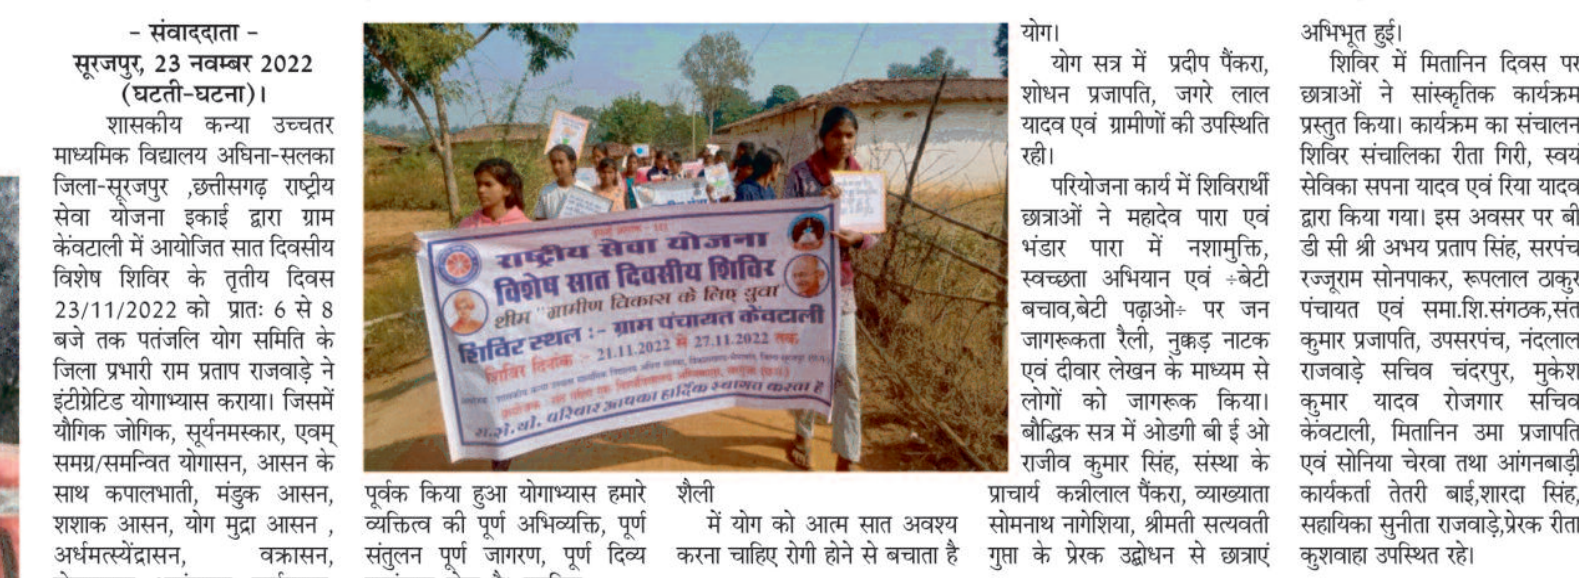 - संवाददाता -
सूरजपुर, 23 नवम्बर 2022
(घटती-घटना)।
शासकीय कन्या उच्चतर
माध्यमिक विद्यालय अघिना-सलका
जिला-सूरजपुर ,छत्तीसगढ़ राष्ट्रीय
सेवा योजना इकाई द्वारा ग्राम
केंवटाली में आयोजित सात दिवसीय
विशेष शिविर के तृतीय दिवस
23/11/2022 को प्रातः 6 से 8
बजे तक पतंजलि योग समिति के
जिला प्रभारी राम प्रताप राजवाड़े ने
इंटीग्रेटिड योगाभ्यास कराया। जिसमें
यौगिक जोगिक, सूर्यनमस्कार, एवम्
समग्र/समन्वित योगासन, आसन के
साथ कपालभाती, मंडुक आसन,
शशाक आसन, योग मुद्रा आसन ,
अर्धमत्स्येंद्रासन, वक्रासन,
राष्ट्रीय सेवा योजना
विशेष सात दिवसीय शिविर
थीम "ग्रामीण विकास के लिए युवा
शिविर स्थल :- ग्राम पंचायत केंवटाली
शिविर दिनांक :- 21.11.2022 से 27.11.2022 तक
रा.से.यो. परिवार आपका हार्दिक स्वागत करता है
पूर्वक किया हुआ योगाभ्यास हमारे
व्यक्तित्व की पूर्ण अभिव्यक्ति, पूर्ण
संतुलन पूर्ण जागरण, पूर्ण दिव्य
शैली
में योग को आत्म सात अवश्य
करना चाहिए रोगी होने से बचाता है
योग।
योग सत्र में प्रदीप पैंकरा,
शोधन प्रजापति, जगरे लाल
यादव एवं ग्रामीणों की उपस्थिति
रही।
परियोजना कार्य में शिविरार्थी
छात्राओं ने महादेव पारा एवं
भंडार पारा में नशामुक्ति,
स्वच्छता अभियान एवं ÷बेटी
बचाव,बेटी पढ़ाओ÷ पर जन
जागरूकता रैली, नुक्कड़ नाटक
एवं दीवार लेखन के माध्यम से
लोगों को जागरूक किया।
बौद्धिक सत्र में ओडगी बी ई ओ
राजीव कुमार सिंह, संस्था के
प्राचार्य कन्नीलाल पैंकरा, व्याख्याता
सोमनाथ नागेशिया, श्रीमती सत्यवती
गुप्ता के प्रेरक उद्बोधन से छात्राएं
अभिभूत हुई।
शिविर में मितानिन दिवस पर
छात्राओं ने सांस्कृतिक कार्यक्रम
प्रस्तुत किया। कार्यक्रम का संचालन
शिविर संचालिका रीता गिरी, स्वयं
सेविका सपना यादव एवं रिया यादव
द्वारा किया गया। इस अवसर पर बी
डी सी श्री अभय प्रताप सिंह, सरपंच
रज्जूराम सोनपाकर, रूपलाल ठाकुर
पंचायत एवं समा.शि.संगठक,संत
कुमार प्रजापति, उपसरपंच, नंदलाल
राजवाड़े सचिव चंदरपुर, मुकेश
कुमार यादव रोजगार सचिव
केंवटाली, मितानिन उमा प्रजापति
एवं सोनिया चेरवा तथा आंगनबाड़ी
कार्यकर्ता तेतरी बाई,शारदा सिंह,
सहायिका सुनीता राजवाड़े,प्रेरक रीता
कुशवाहा उपस्थित रहे।